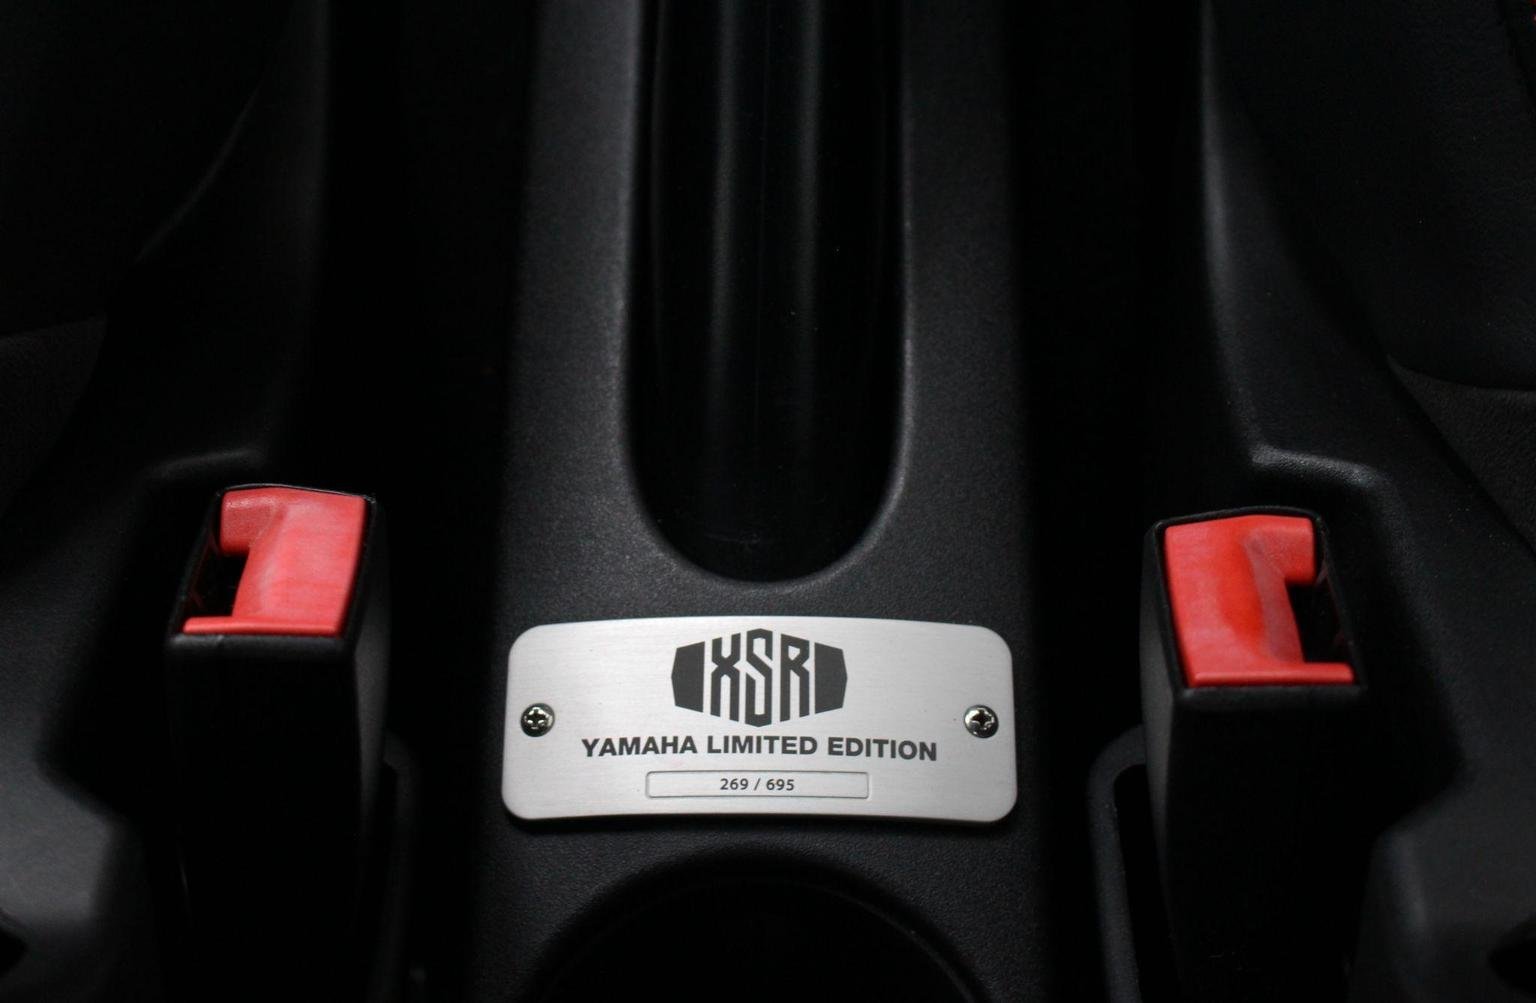 XSR
YAMAHA LIMITED EDITION
269 / 695